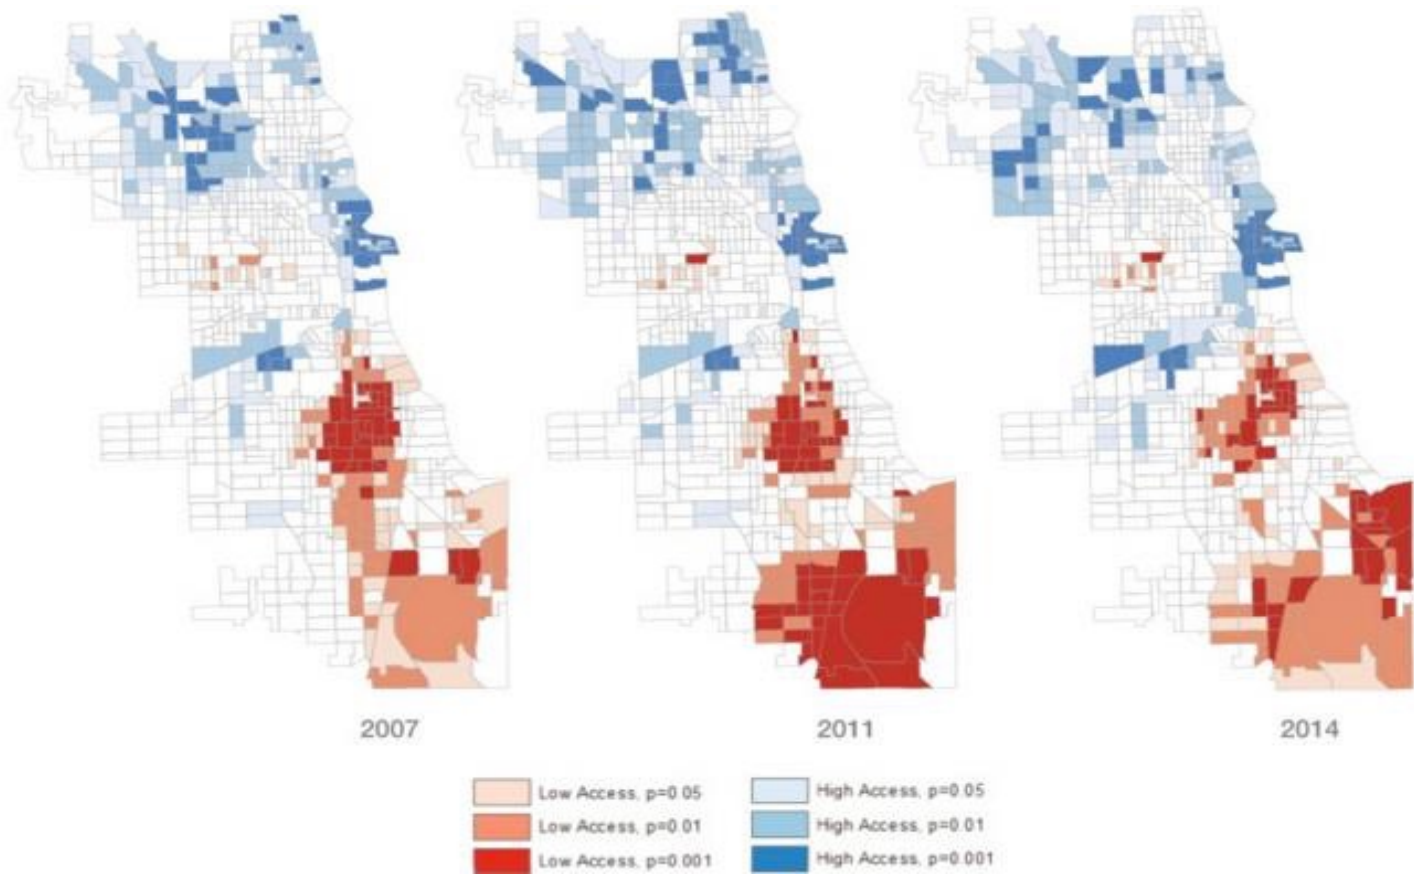 2007 2011 2014
Low Access, p=0.05 High Access, p=0.05
Low Access, p=0.01 High Access, p=0.01
Low Access, p=0.001 High Access, p=0.001